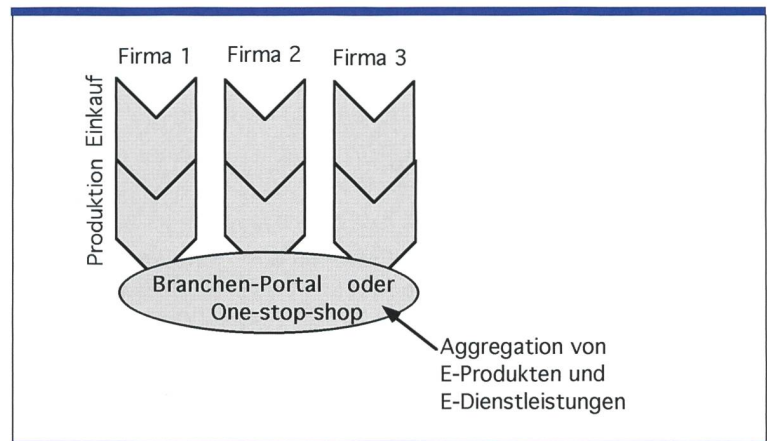 Firma 1 Firma 2 Firma 3
Produktion Einkauf
Branchen-Portal oder
One-stop-shop
Aggregation von
E-Produkten und
E-Dienstleistungen